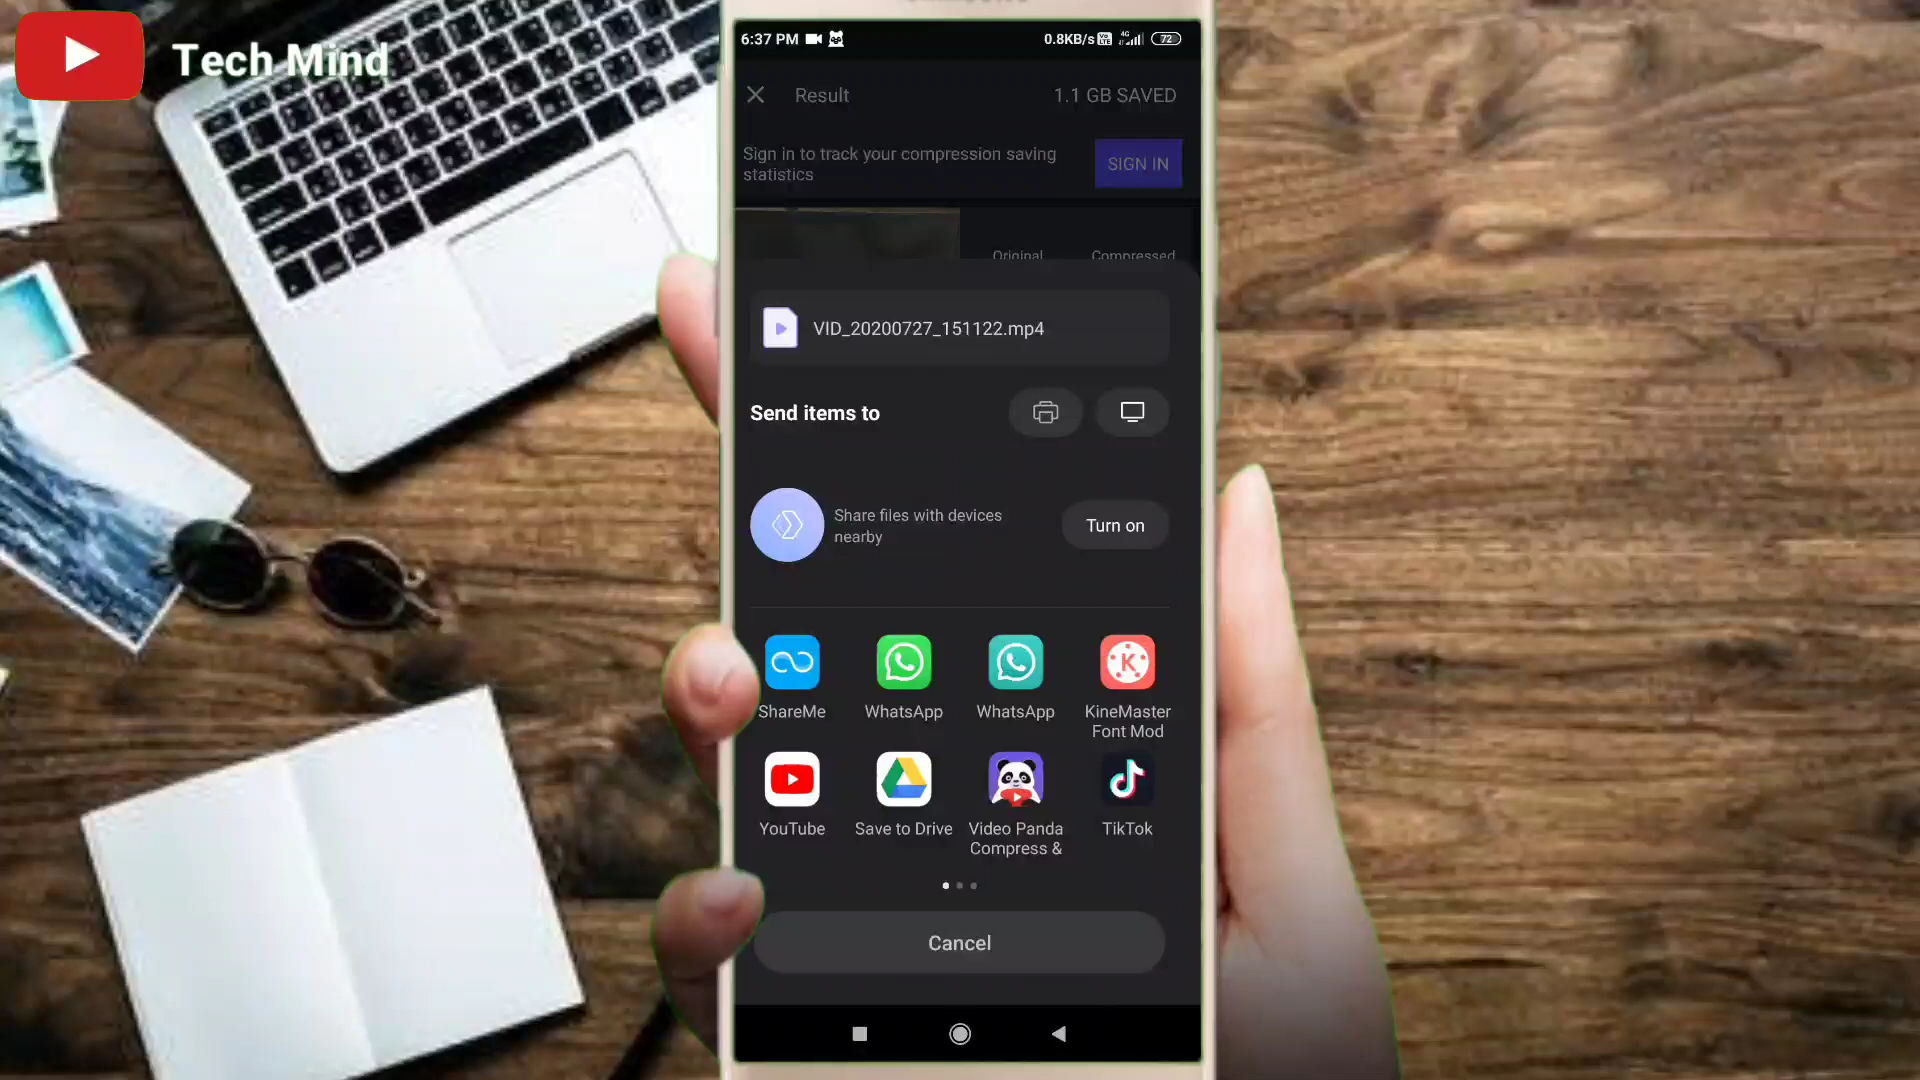 Tech Mind
6:37 PM
0.8KB/s
4G
72
Result
1.1 GB SAVED
Sign in to track your compression saving
statistics
SIGN IN
Original
Compressed
VID_20200727_151122.mp4
Send items to
Share files with devices
nearby
Turn on
ShareMe
WhatsApp
WhatsApp
KineMaster
Font Mod
YouTube
Save to Drive
Video Panda
Compress &
TikTok
Cancel